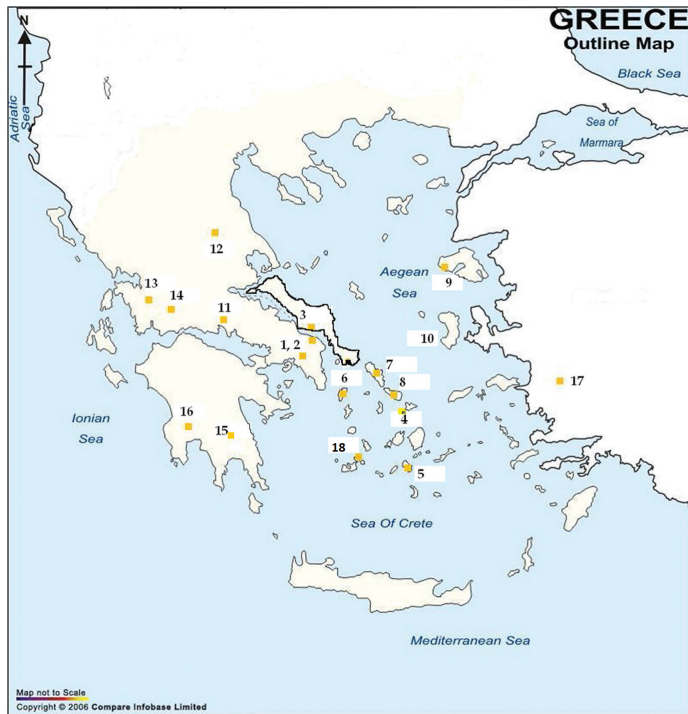 GREECE
Outline Map
N
Adriatic
Sea
Black Sea
Sea of
Marmara
Aegean
Sea
12
9
13
14
11
3
10
1, 2
7
6
8
17
4
Ionian
Sea
16
15
18
5
Sea Of Crete
Mediterranean Sea
Map not to Scale
Copyright © 2006 Compare Infobase Limited